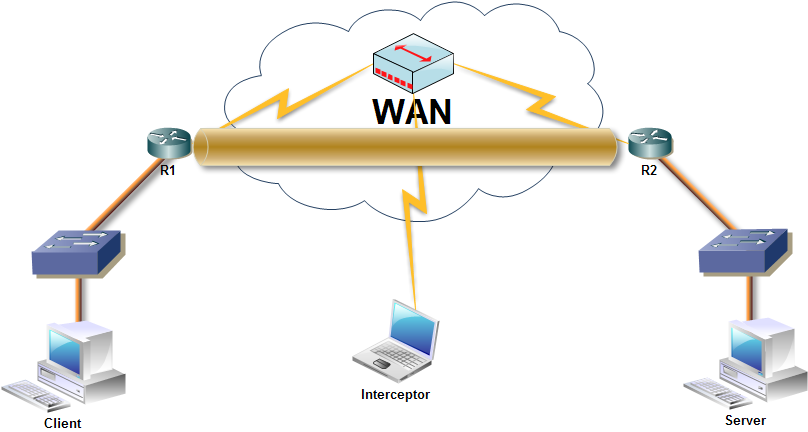 WAN
R1
R2
Interceptor
Client
Server